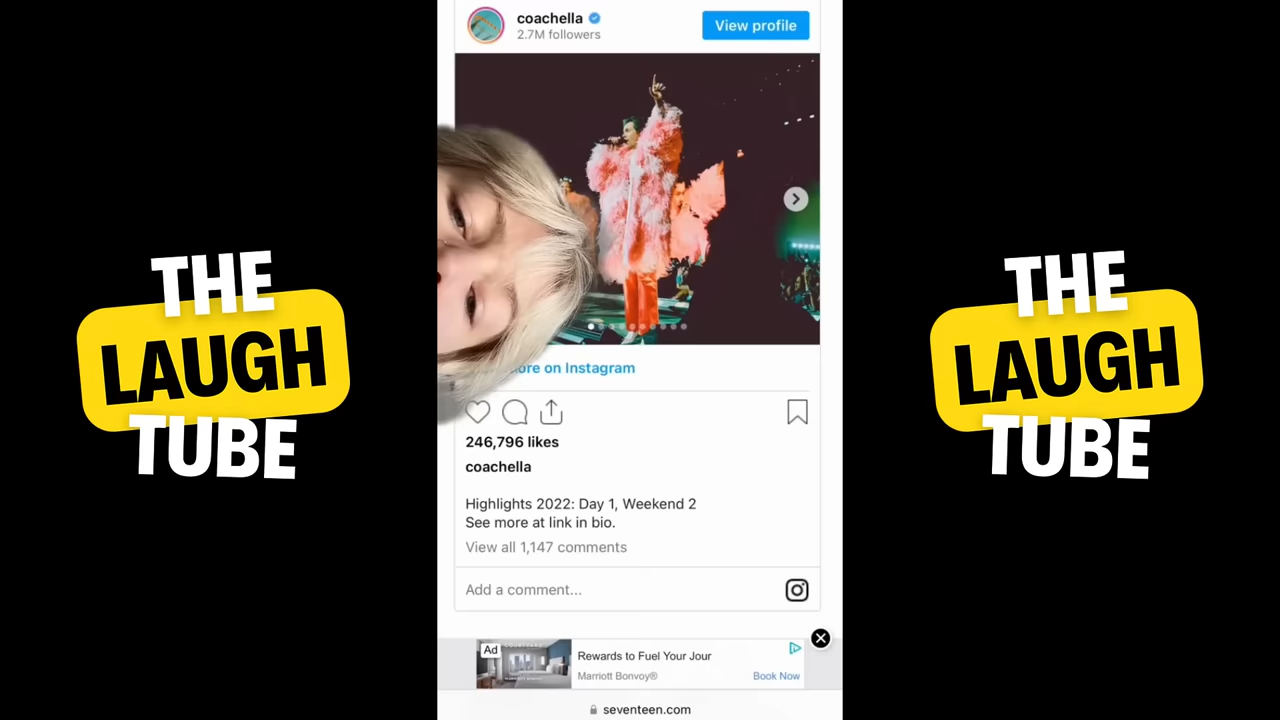 THE
LAUGH
TUBE
coachella
2.7M followers
View profile
ore on Instagram
246,796 likes
coachella
Highlights 2022: Day 1, Weekend 2
See more at link in bio.
View all 1,147 comments
Add a comment...
Ad
Rewards to Fuel Your Jour
Marriott Bonvoy®
Book Now
seventeen.com
THE
LAUGH
TUBE